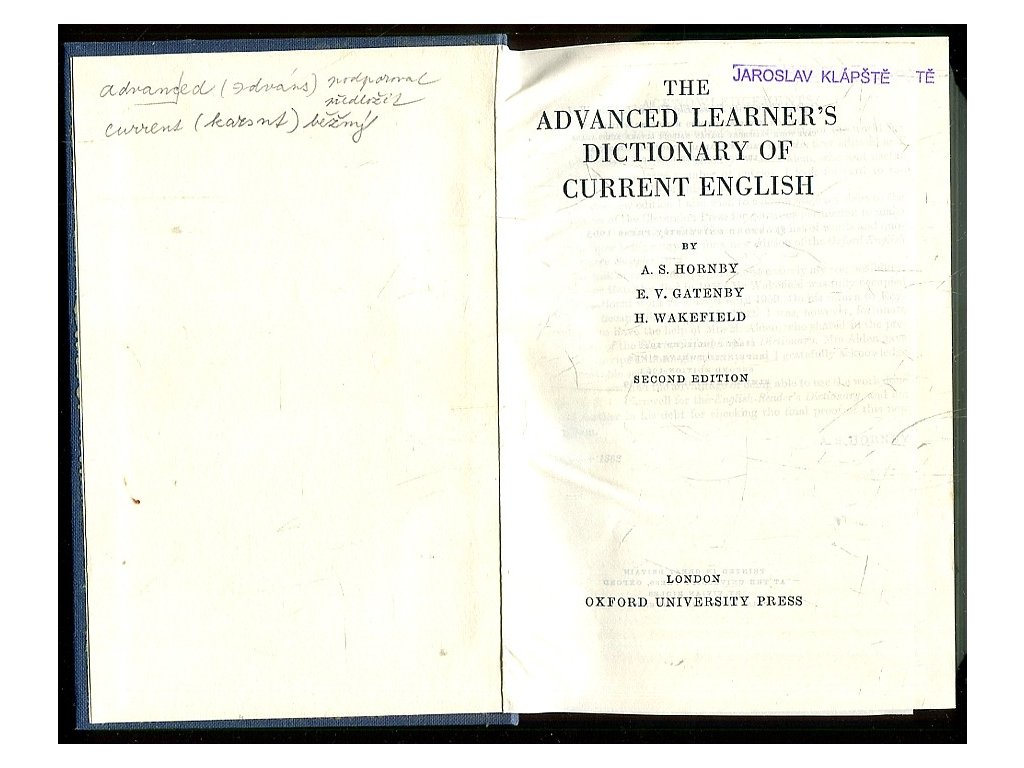 advanced (ədváns) podporoval
předložit
current (karənt) běžný
JAROSLAV KLÁPŠTĚ TĚ
THE
ADVANCED LEARNER'S
DICTIONARY OF
CURRENT ENGLISH
BY
A. S. HORNBY
E. V. GATENBY
H. WAKEFIELD
SECOND EDITION
LONDON
OXFORD UNIVERSITY PRESS